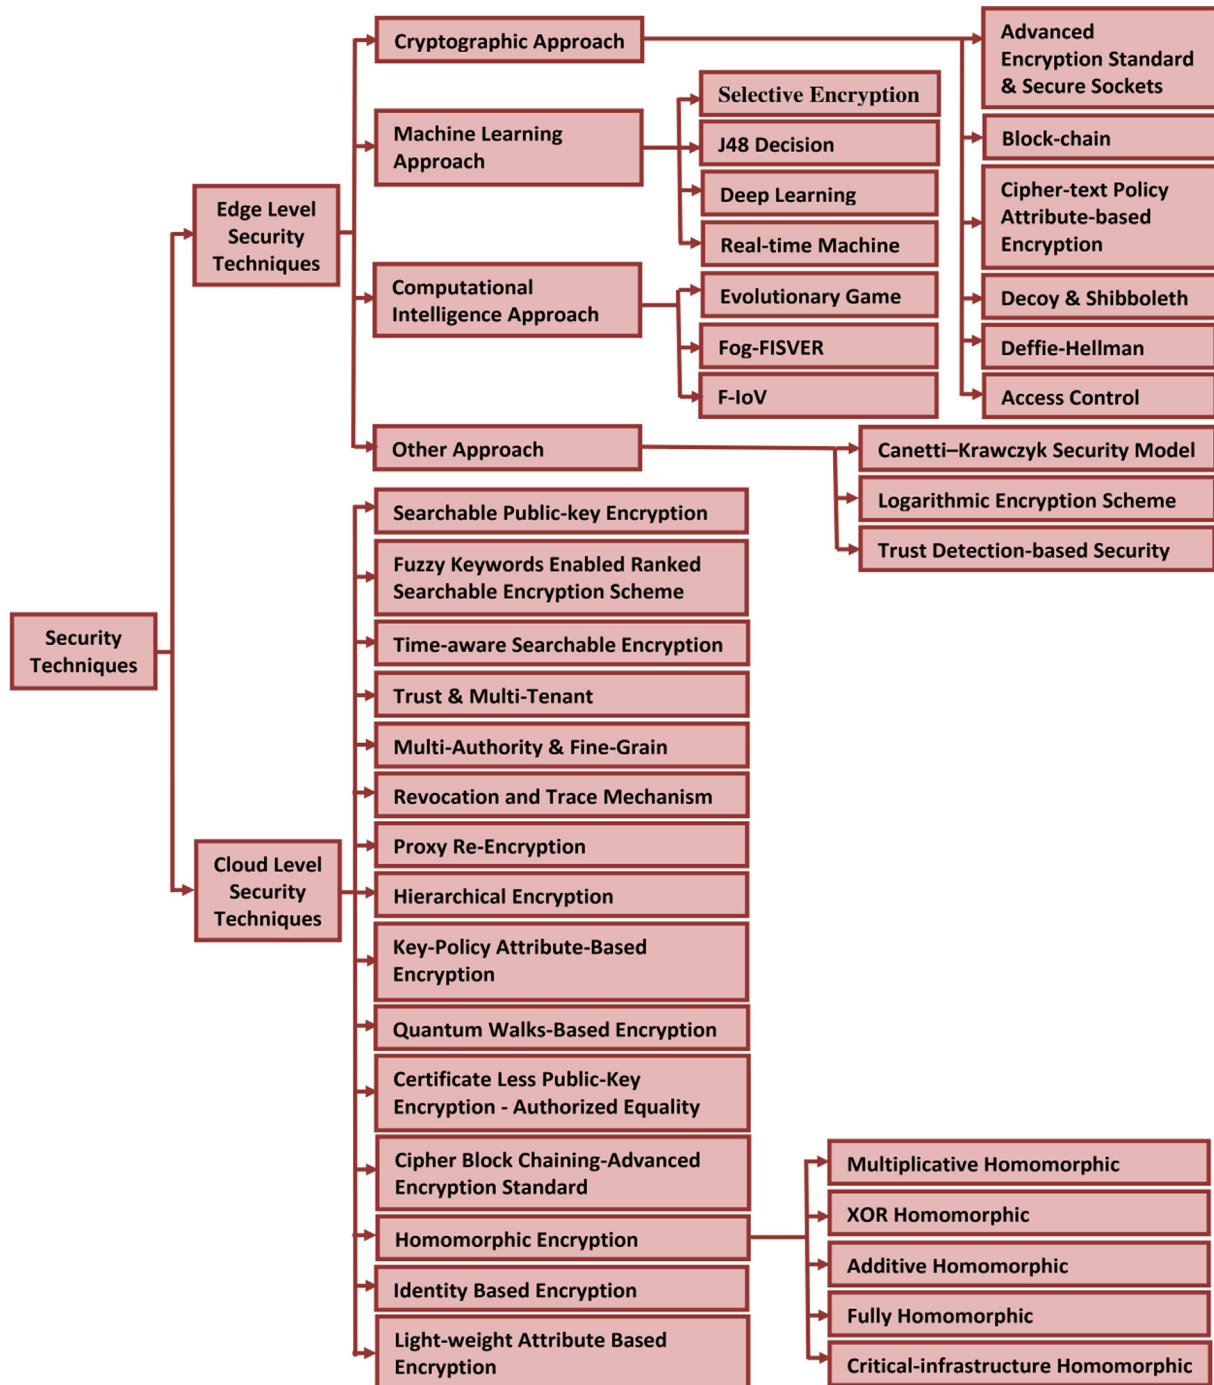 Security
Techniques
Edge Level
Security
Techniques
Cryptographic Approach
Advanced
Encryption Standard
& Secure Sockets
Block-chain
Cipher-text Policy
Attribute-based
Encryption
Decoy & Shibboleth
Deffie-Hellman
Access Control
Machine Learning
Approach
Selective Encryption
J48 Decision
Deep Learning
Real-time Machine
Computational
Intelligence Approach
Evolutionary Game
Fog-FISVER
F-IoV
Other Approach
Canetti–Krawczyk Security Model
Logarithmic Encryption Scheme
Trust Detection-based Security
Cloud Level
Security
Techniques
Searchable Public-key Encryption
Fuzzy Keywords Enabled Ranked
Searchable Encryption Scheme
Time-aware Searchable Encryption
Trust & Multi-Tenant
Multi-Authority & Fine-Grain
Revocation and Trace Mechanism
Proxy Re-Encryption
Hierarchical Encryption
Key-Policy Attribute-Based
Encryption
Quantum Walks-Based Encryption
Certificate Less Public-Key
Encryption - Authorized Equality
Cipher Block Chaining-Advanced
Encryption Standard
Homomorphic Encryption
Multiplicative Homomorphic
XOR Homomorphic
Additive Homomorphic
Fully Homomorphic
Critical-infrastructure Homomorphic
Identity Based Encryption
Light-weight Attribute Based
Encryption